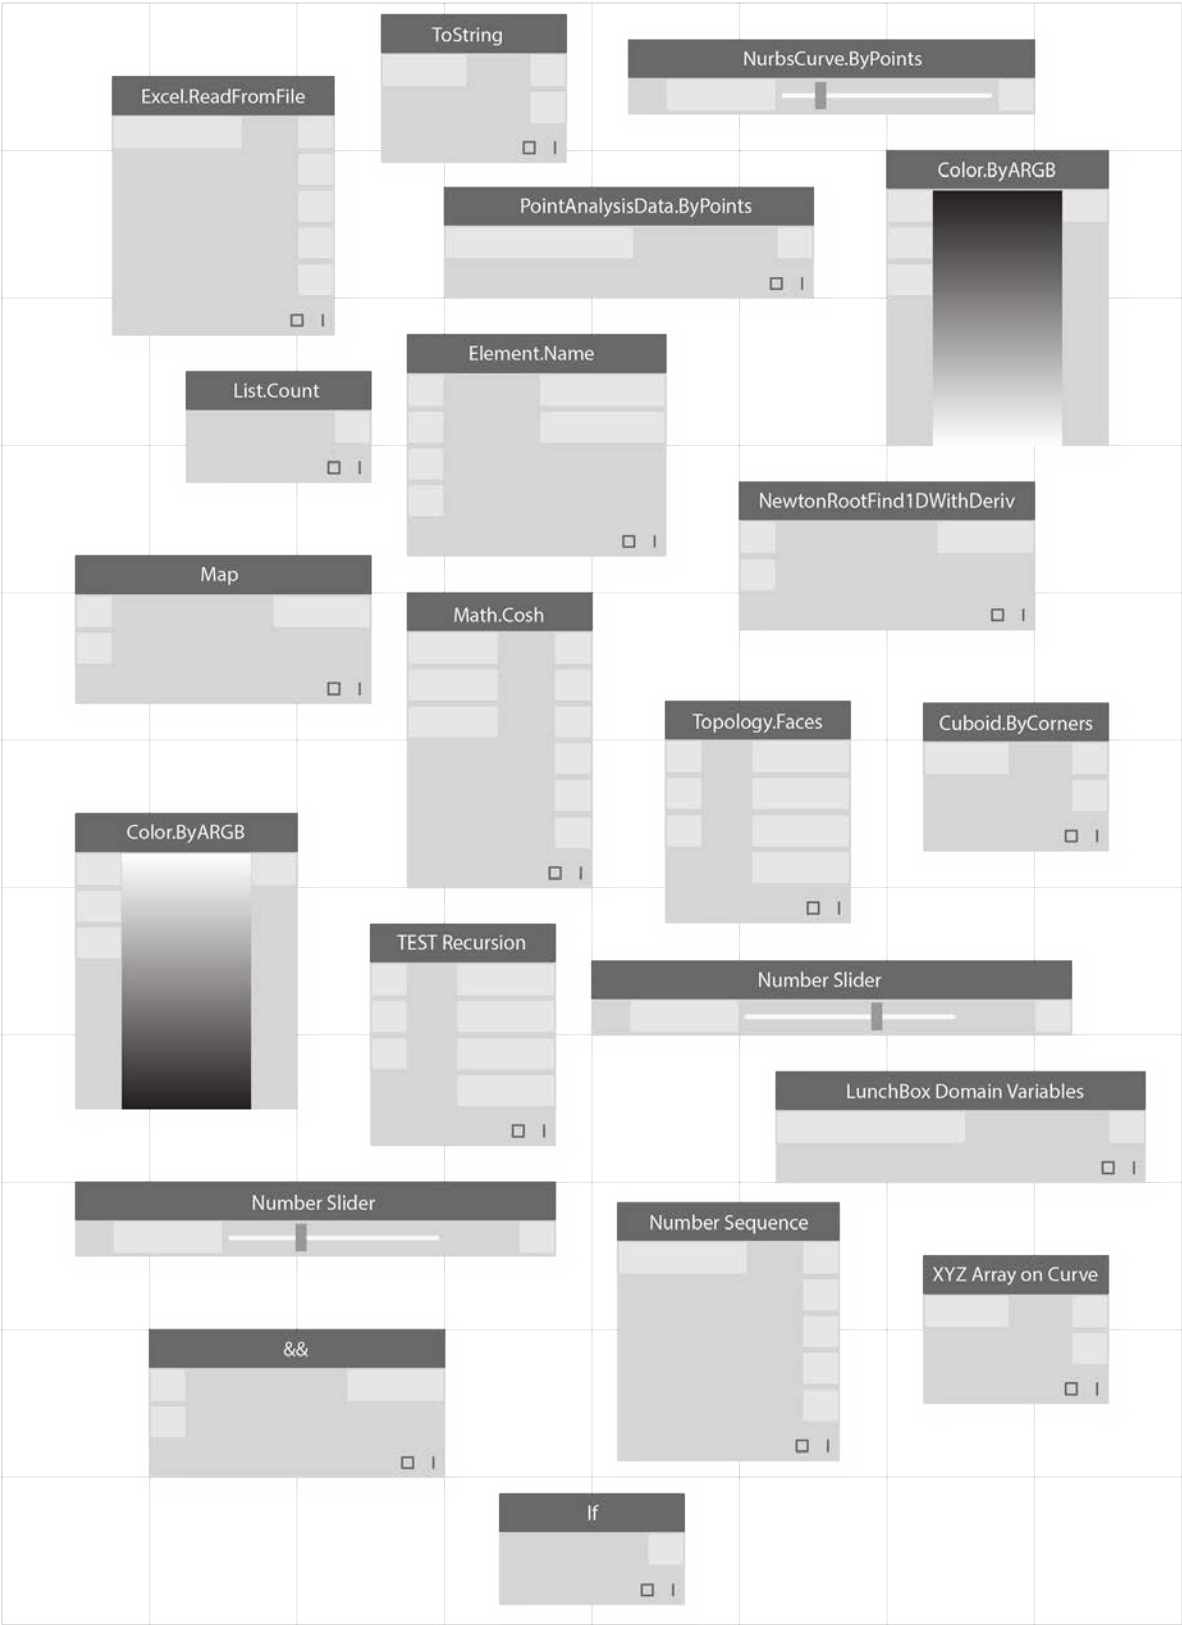 ToString
NurbsCurve.ByPoints
Excel.ReadFromFile
Color.ByARGB
PointAnalysisData.ByPoints
Element.Name
List.Count
NewtonRootFind1DWithDeriv
Map
Math.Cosh
Topology.Faces
Cuboid.ByCorners
Color.ByARGB
TEST Recursion
Number Slider
LunchBox Domain Variables
Number Slider
Number Sequence
XYZ Array on Curve
&&
If